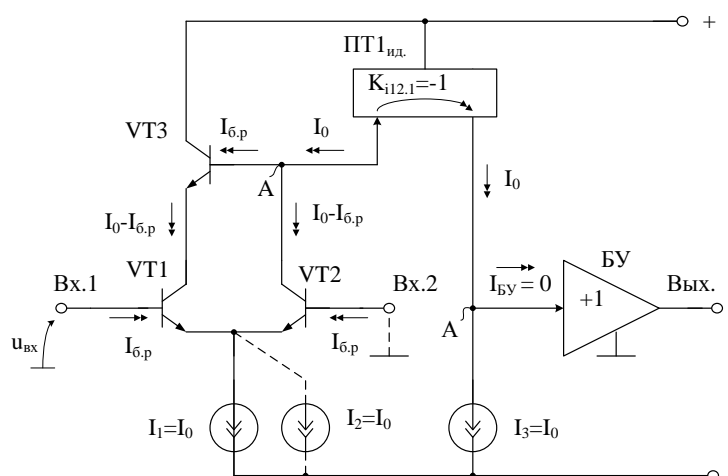 +
ПТ1ид.
Ki12.1=-1
VT3
Iб.р
I0
A
I0
I0-Iб.р
I0-Iб.р
VT1
VT2
Вх.1
Вх.2
IБУ = 0
БУ
+1
Вых.
A
uвх
Iб.р
Iб.р
I1=I0
I2=I0
I3=I0